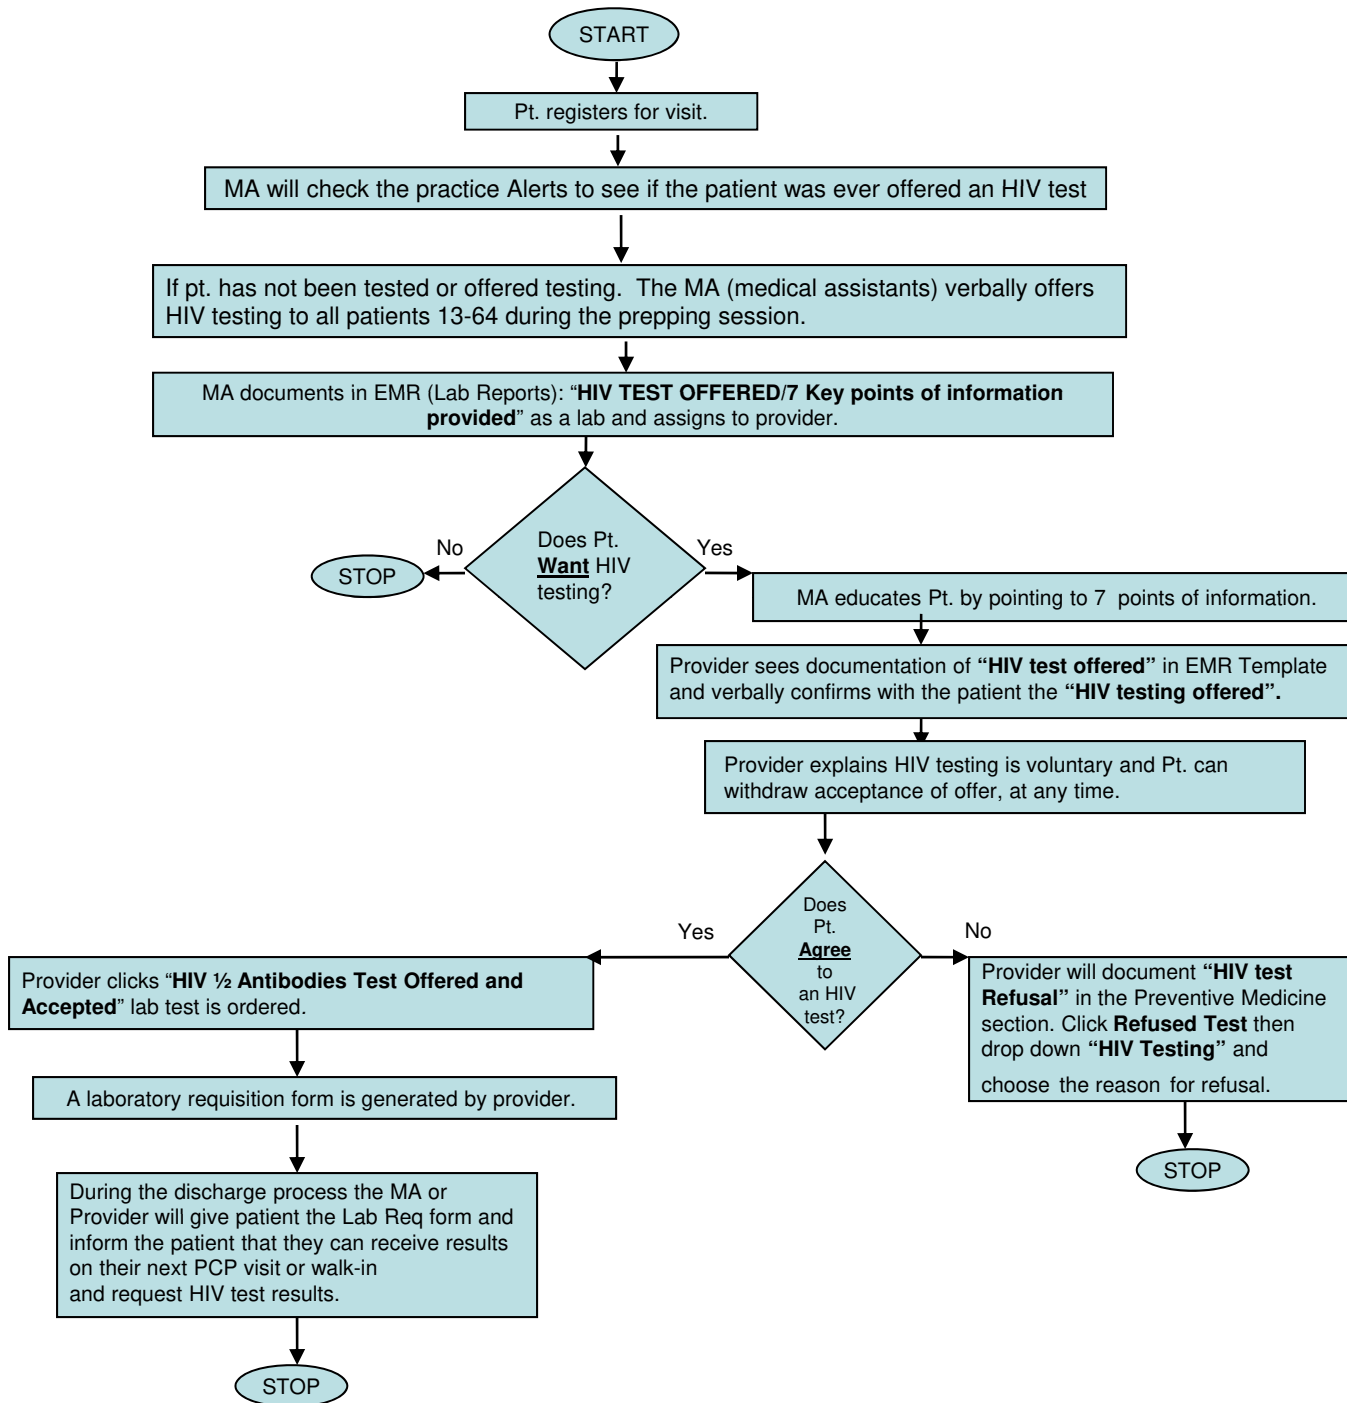 START
Pt. registers for visit.
MA will check the practice Alerts to see if the patient was ever offered an HIV test
If pt. has not been tested or offered testing.  The MA (medical assistants) verbally offers
HIV testing to all patients 13-64 during the prepping session.
MA documents in EMR (Lab Reports): “HIV TEST OFFERED/7 Key points of information
provided” as a lab and assigns to provider.
Does Pt.
Want HIV
testing?
No
STOP
Yes
MA educates Pt. by pointing to 7  points of information.
Provider sees documentation of “HIV test offered” in EMR Template
and verbally confirms with the patient the “HIV testing offered”.
Provider explains HIV testing is voluntary and Pt. can
withdraw acceptance of offer, at any time.
Does
Pt.
Agree
to
an HIV
test?
Yes
No
Provider clicks “HIV ½ Antibodies Test Offered and
Accepted” lab test is ordered.
A laboratory requisition form is generated by provider.
During the discharge process the MA or
Provider will give patient the Lab Req form and
inform the patient that they can receive results
on their next PCP visit or walk-in
and request HIV test results.
STOP
Provider will document “HIV test
Refusal” in the Preventive Medicine
section. Click Refused Test then
drop down “HIV Testing” and
choose the reason for refusal.
STOP